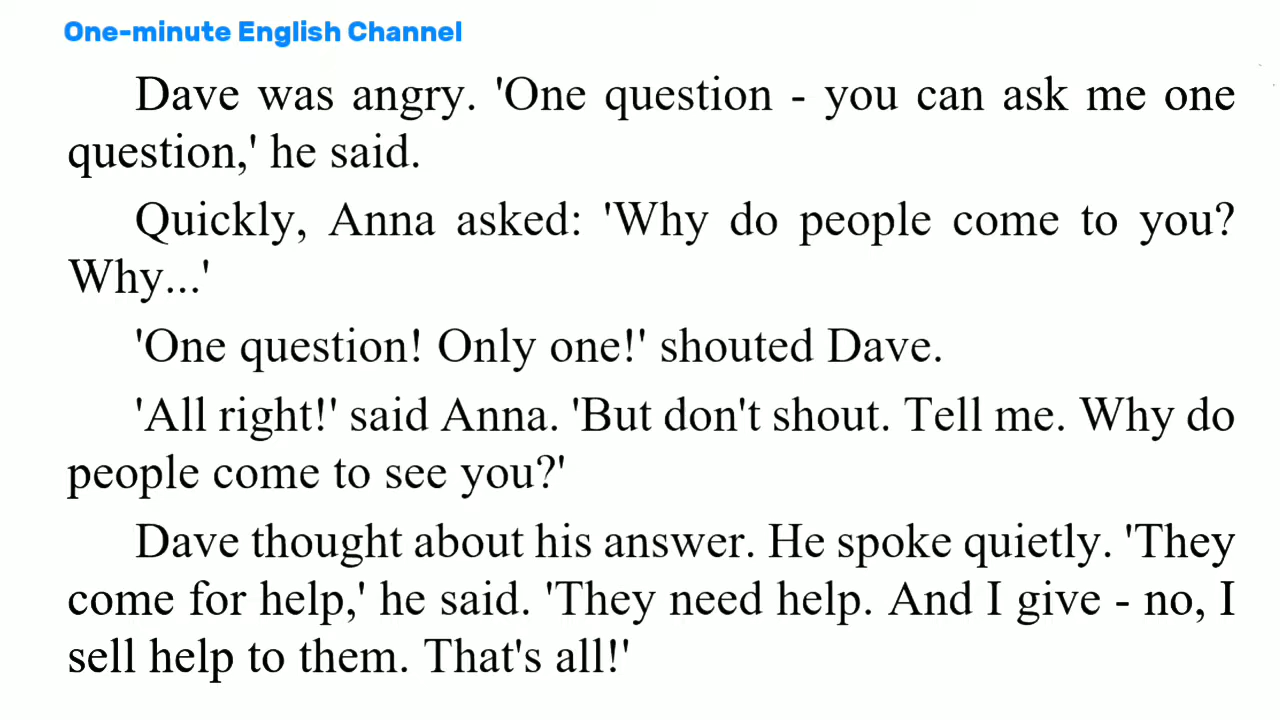 One-minute English Channel
Dave was angry. 'One question - you can ask me one
question,' he said.
Quickly, Anna asked: 'Why do people come to you?
Why...'
'One question! Only one!' shouted Dave.
'All right!' said Anna. 'But don't shout. Tell me. Why do
people come to see you?'
Dave thought about his answer. He spoke quietly. 'They
come for help,' he said. 'They need help. And I give - no, I
sell help to them. That's all!'